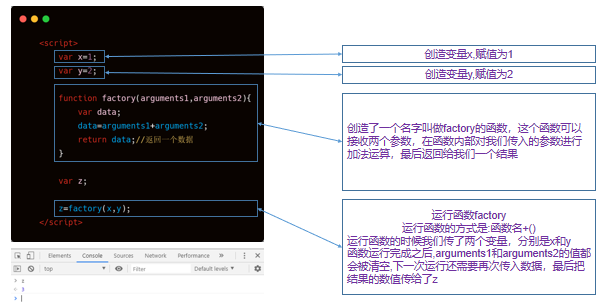 <script>
var x=1;
var y=2;
function factory(arguments1,arguments2){
var data;
data=arguments1+arguments2;
return data;//返回一个数据
}
var z;
z=factory(x,y);
</script>
创造变量x,赋值为1
创造变量y,赋值为2
创造了一个名字叫做factory的函数，这个函数可以
接收两个参数，在函数内部对我们传入的参数进行
加法运算，最后返回给我们一个结果
运行函数factory
运行函数的方式是:函数名+()
运行函数的时候我们传了两个变量，分别是x和y
函数运行完成之后,arguments1和arguments2的值都
会被清空,下一次运行还需要再次传入数据，最后把
结果的数值传给了z
Elements Console Sources Network Performance »
top Filter Default levels
> z
< 3
>